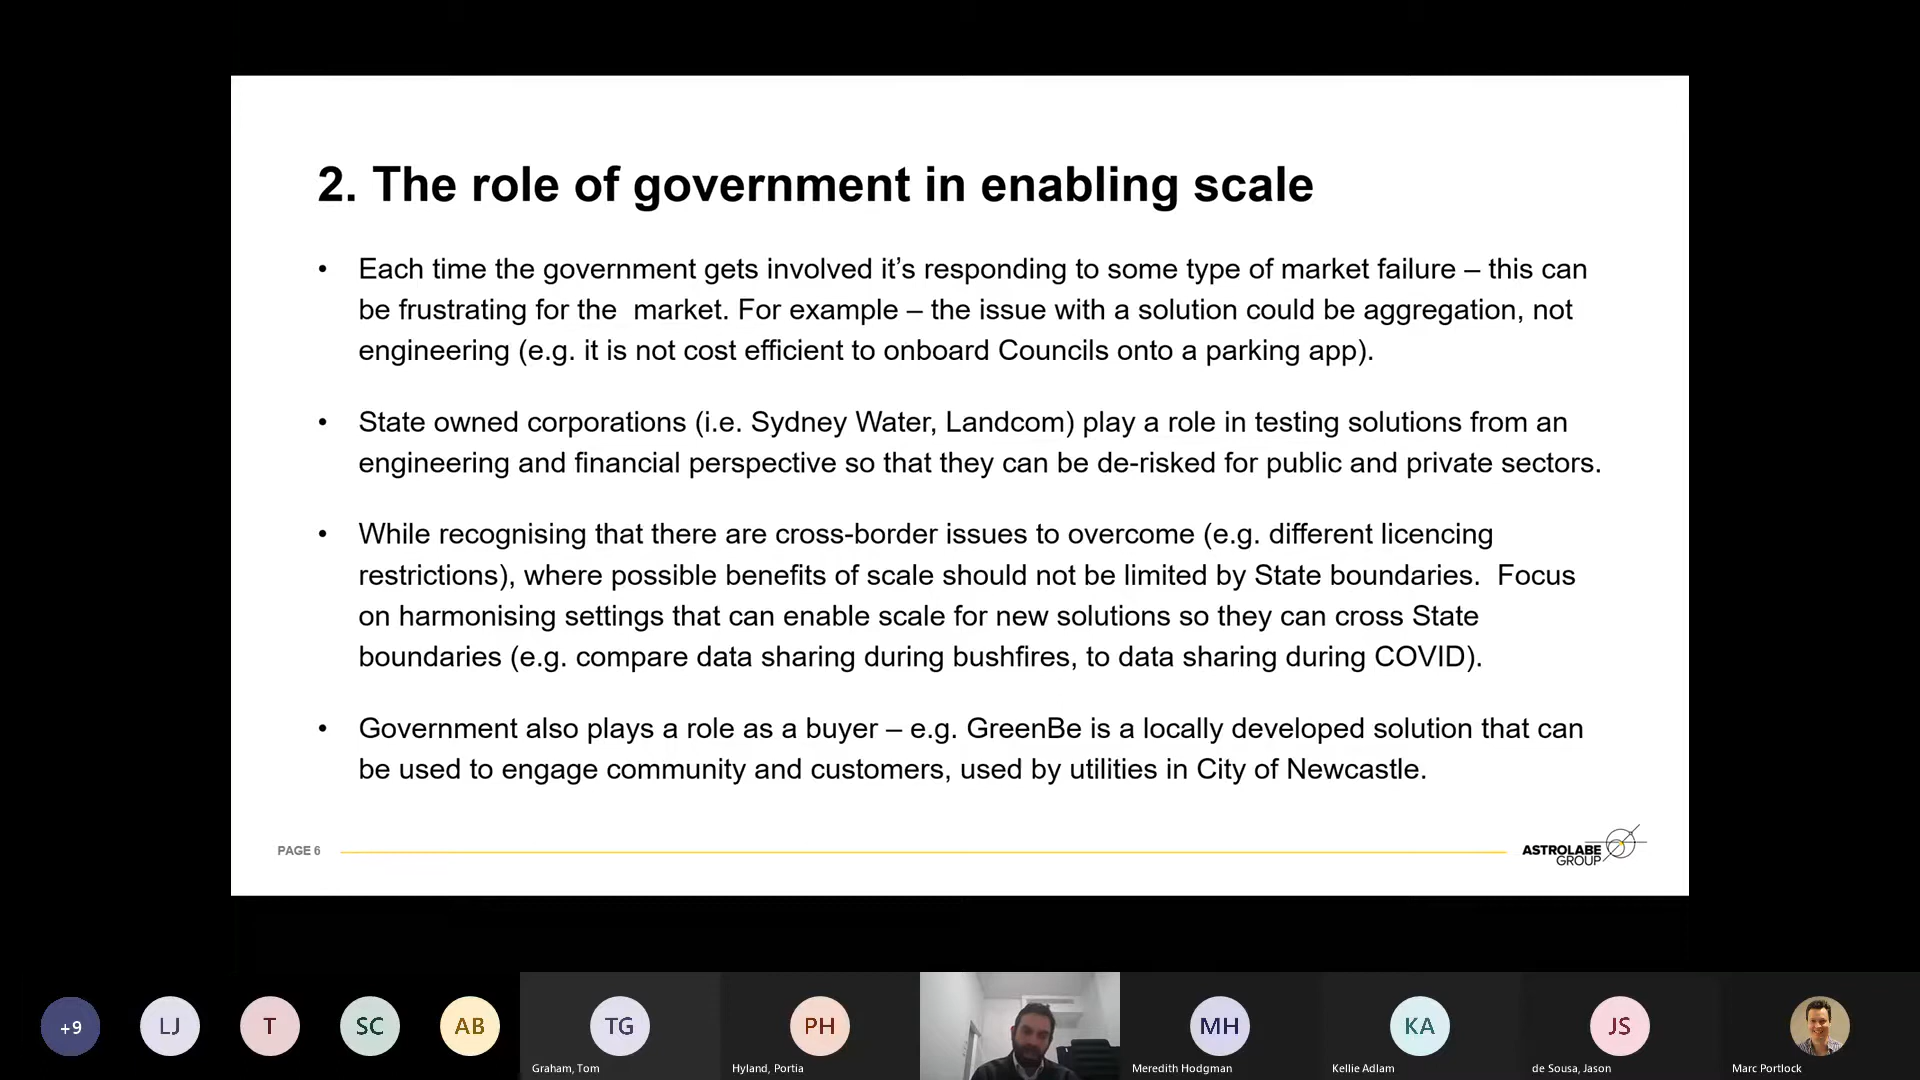 2. The role of government in enabling scale
• Each time the government gets involved it’s responding to some type of market failure – this can
be frustrating for the  market. For example – the issue with a solution could be aggregation, not
engineering (e.g. it is not cost efficient to onboard Councils onto a parking app).
• State owned corporations (i.e. Sydney Water, Landcom) play a role in testing solutions from an
engineering and financial perspective so that they can be de-risked for public and private sectors.
• While recognising that there are cross-border issues to overcome (e.g. different licencing
restrictions), where possible benefits of scale should not be limited by State boundaries.  Focus
on harmonising settings that can enable scale for new solutions so they can cross State
boundaries (e.g. compare data sharing during bushfires, to data sharing during COVID).
• Government also plays a role as a buyer – e.g. GreenBe is a locally developed solution that can
be used to engage community and customers, used by utilities in City of Newcastle.
PAGE 6
ASTROLABE
GROUP
+9
LJ
T
SC
AB
TG
PH
MH
KA
JS
Graham, Tom
Hyland, Portia
Meredith Hodgman
Kellie Adlam
de Sousa, Jason
Marc Portlock